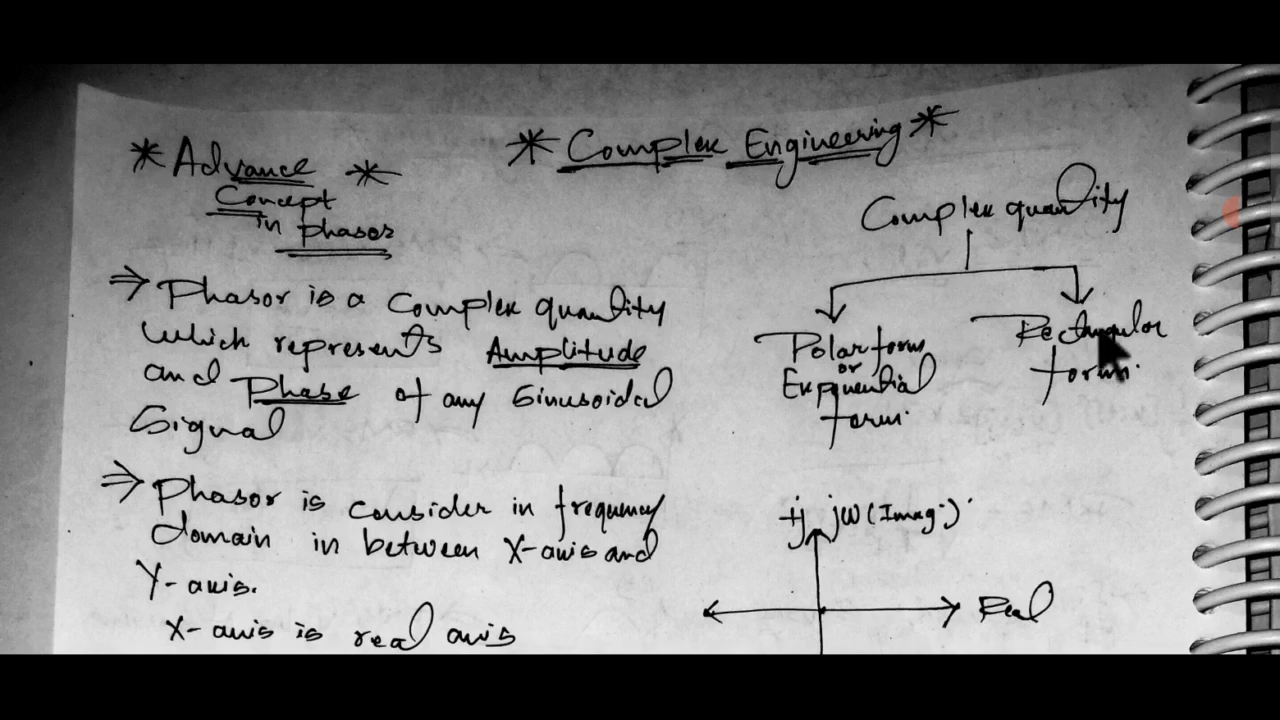 * Complex Engineering *
* Advance *
Concept
in phasor
⇒ Phasor is a Complex quantity
which represents Amplitude
and Phase of any Sinusoidal
Signal
⇒ Phasor is consider in frequency
domain in between X-axis and
Y-axis.
X-axis is real axis
Complex quantity
Polar form
or
Exponential
form.
Rectangular
form.
+j jω (Imag.)
Real